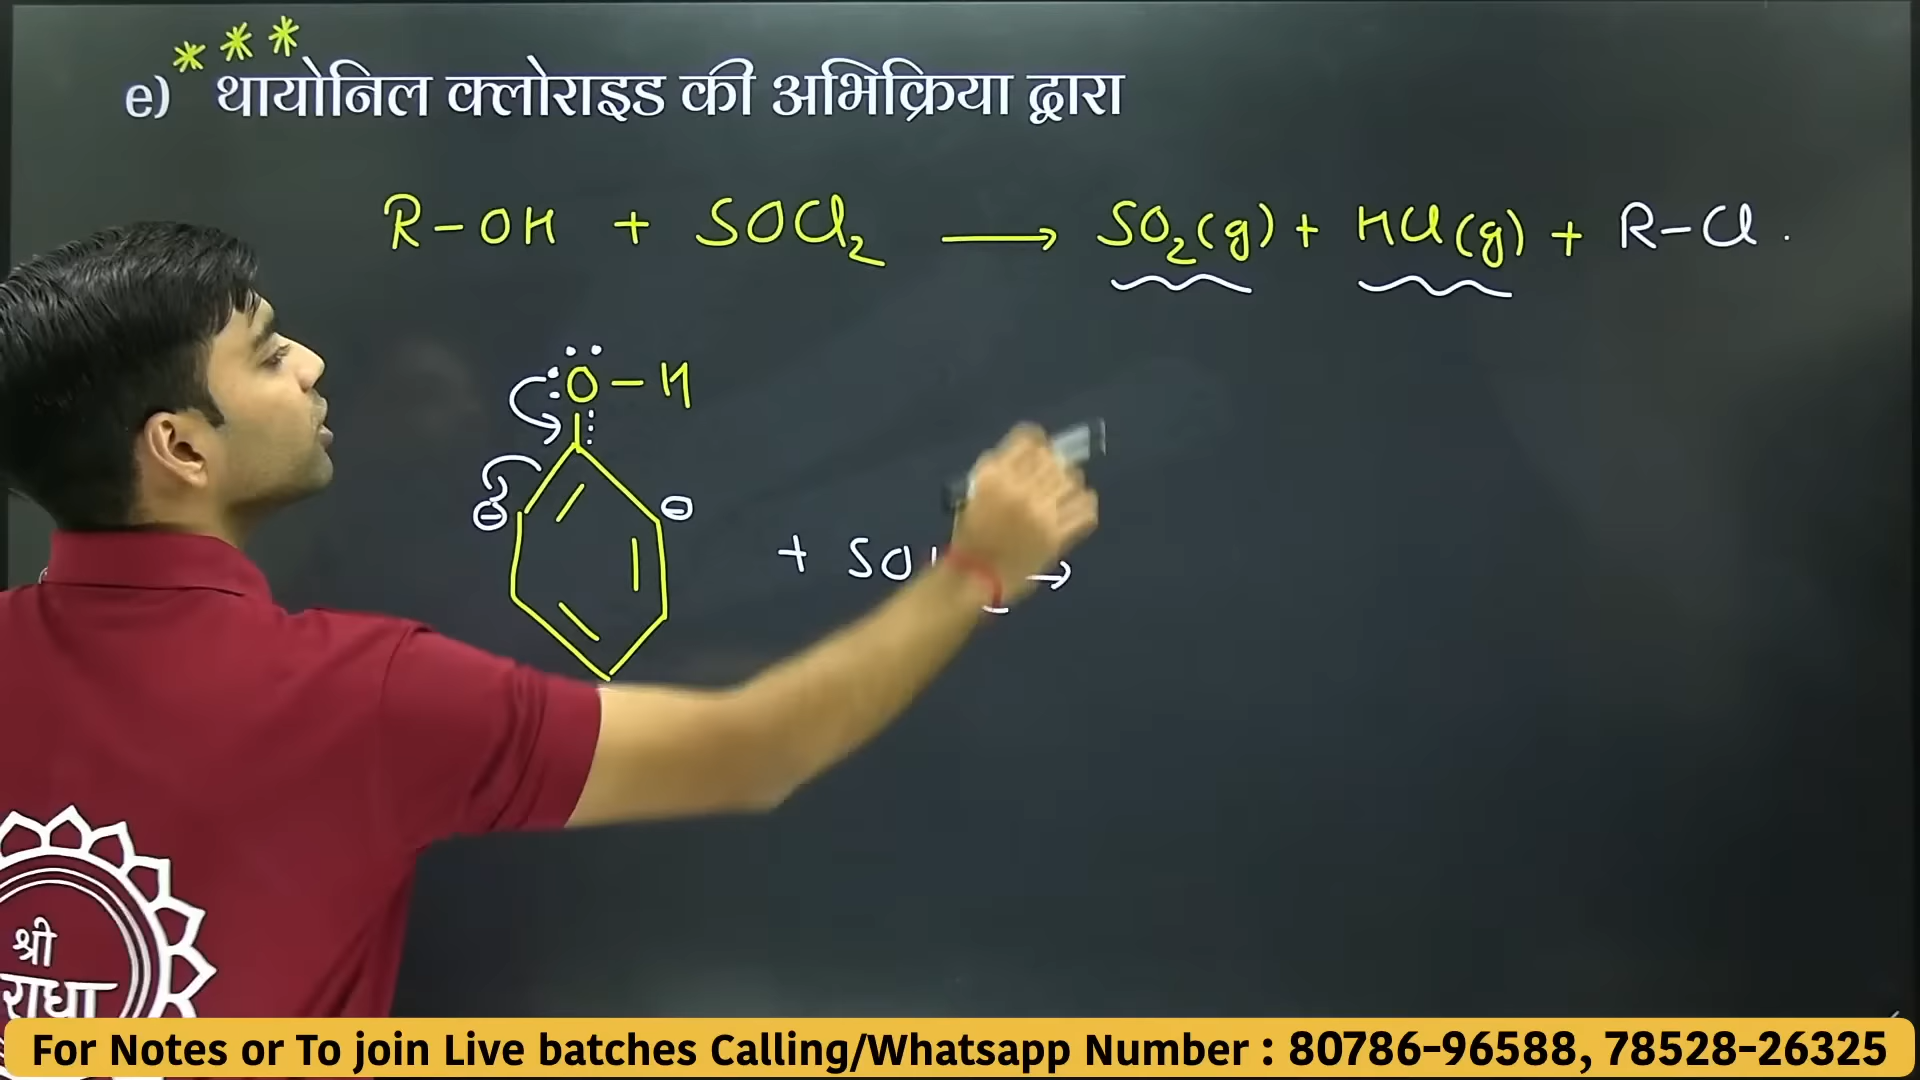 ***
e) थायोनिल क्लोराइड की अभिक्रिया द्वारा
R-OH + SOCl₂ ⟶ SO₂(g) + HCl(g) + R-Cl .
O-H
⊖ ⊖
+ SO →
श्री
राधा
For Notes or To join Live batches Calling/Whatsapp Number : 80786-96588, 78528-26325